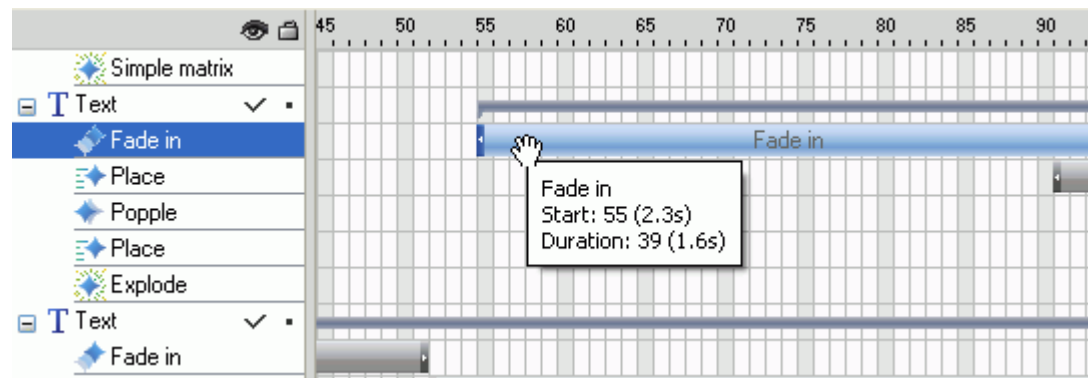 45 50 55 60 65 70 75 80 85 90
Simple matrix
T Text
Fade in Fade in
Place
Fade in
Start: 55 (2.3s)
Duration: 39 (1.6s)
Popple
Place
Explode
T Text
Fade in